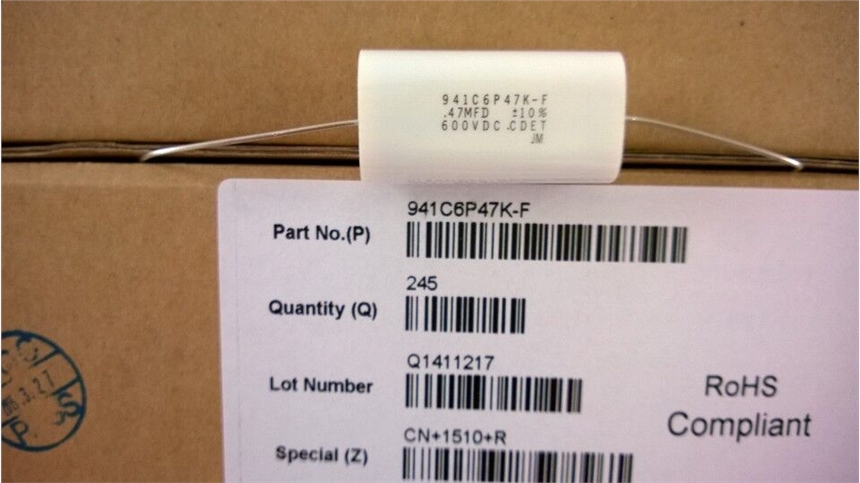 941C6P47K-F
.47MFD ±10%
600VDC.CDET
JM
941C6P47K-F
Part No.(P)
245
Quantity (Q)
Q1411217
Lot Number
RoHS
Compliant
CN+1510+R
Special (Z)